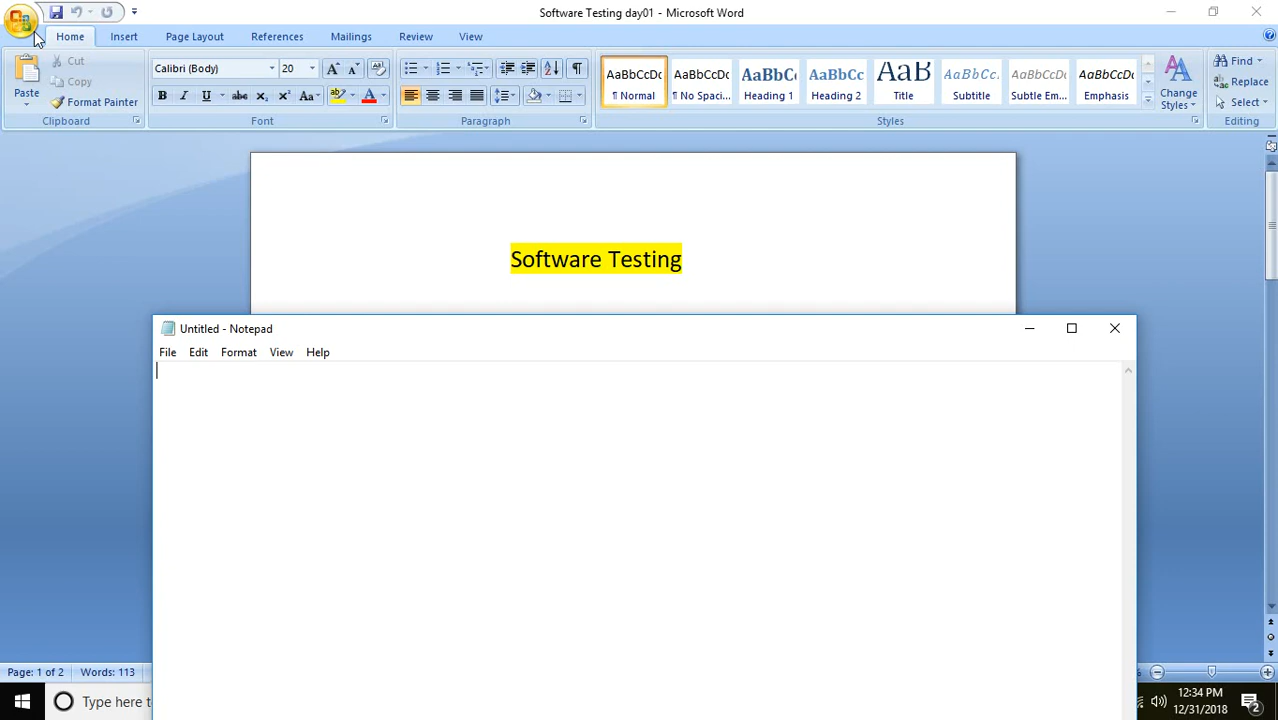 Software Testing day01 - Microsoft Word
Home Insert Page Layout References Mailings Review View
Paste
Cut
Copy
Format Painter
Clipboard
Calibri (Body) 20
Font
Paragraph
AaBbCcDc AaBbCcDc AaBbCc AaBbCc AaB AaBbCc. AaBbCcDc AaBbCcDc
¶ Normal ¶ No Spaci... Heading 1 Heading 2 Title Subtitle Subtle Em... Emphasis
Change Styles
Styles
Find
Replace
Select
Editing
Software Testing
Untitled - Notepad
File Edit Format View Help
Page: 1 of 2 Words: 113
Type here t
12:34 PM
12/31/2018
2